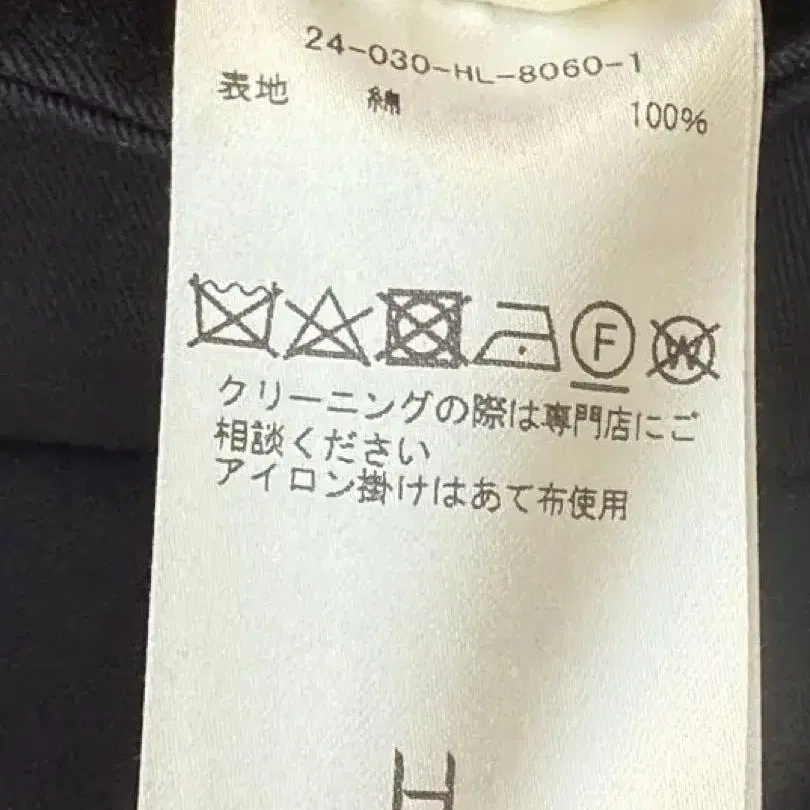 24-030-HL-8060-1
表地 綿 100%
F W
クリーニングの際は専門店にご
相談ください
アイロン掛けはあて布使用